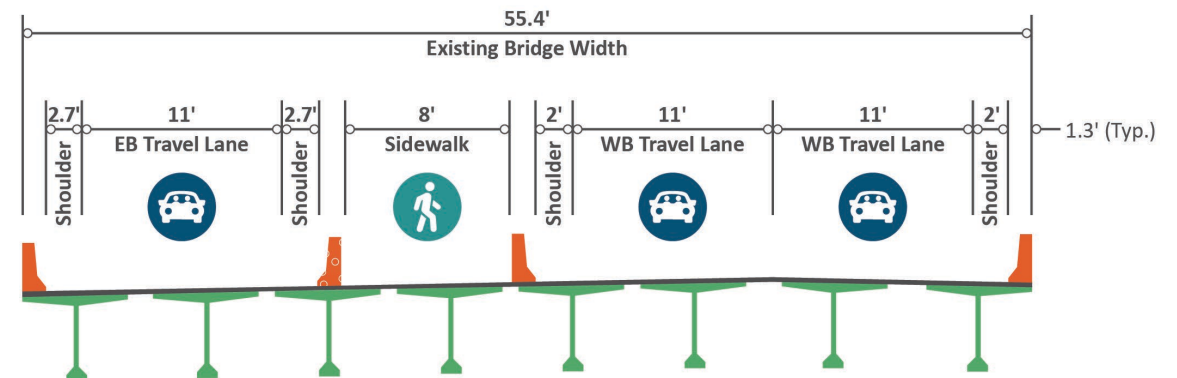 55.4'
Existing Bridge Width
2.7'
11'
2.7'
8'
2'
11'
11'
2'
1.3' (Typ.)
Shoulder
EB Travel Lane
Shoulder
Sidewalk
Shoulder
WB Travel Lane
WB Travel Lane
Shoulder